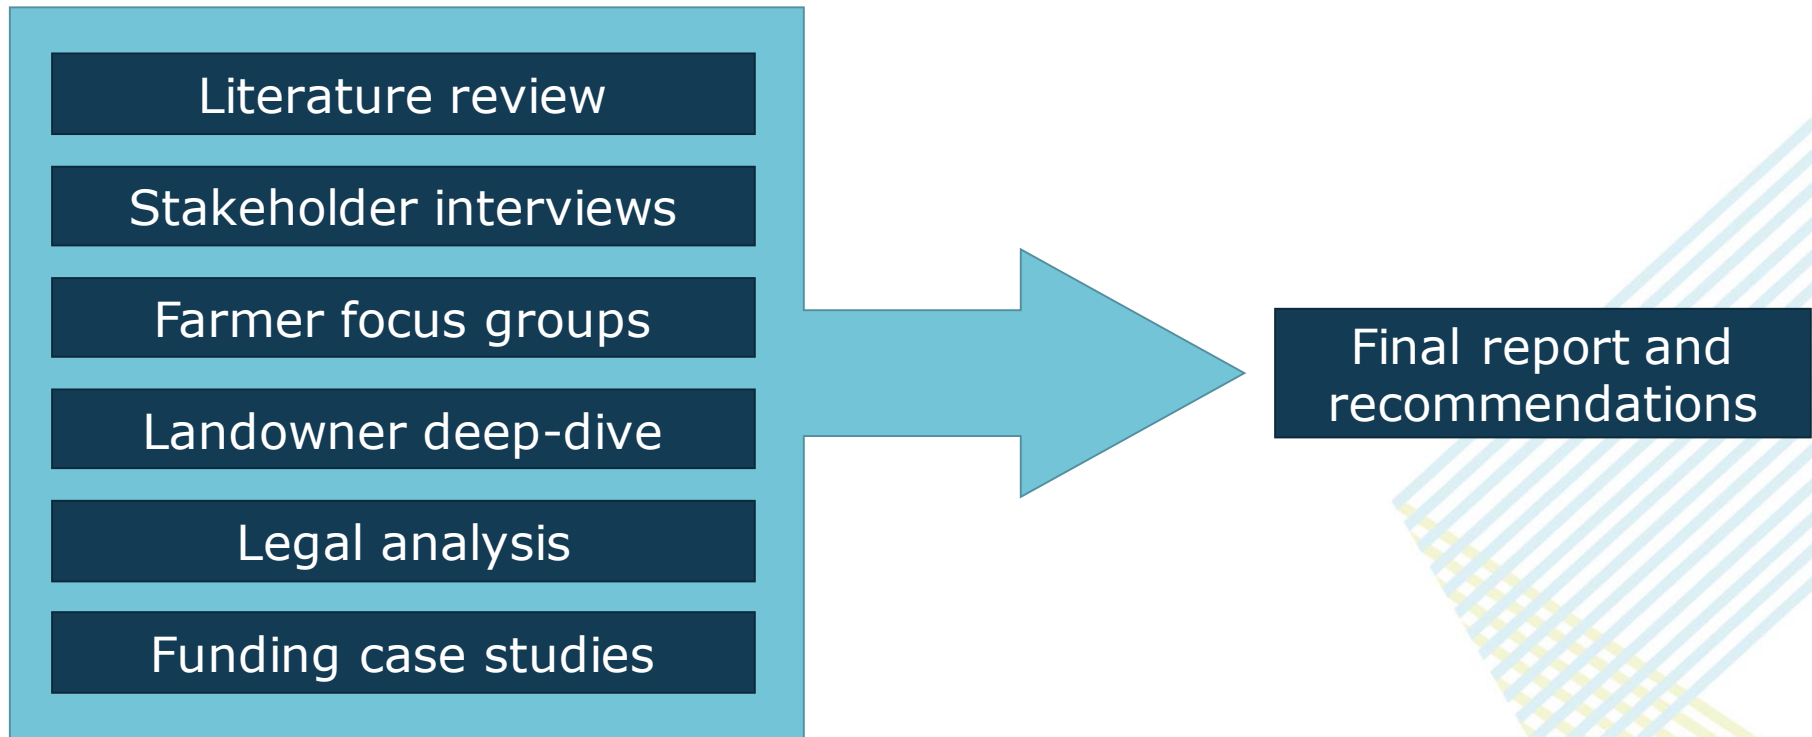 Literature review
Stakeholder interviews
Farmer focus groups
Landowner deep-dive
Legal analysis
Funding case studies
Final report and
recommendations